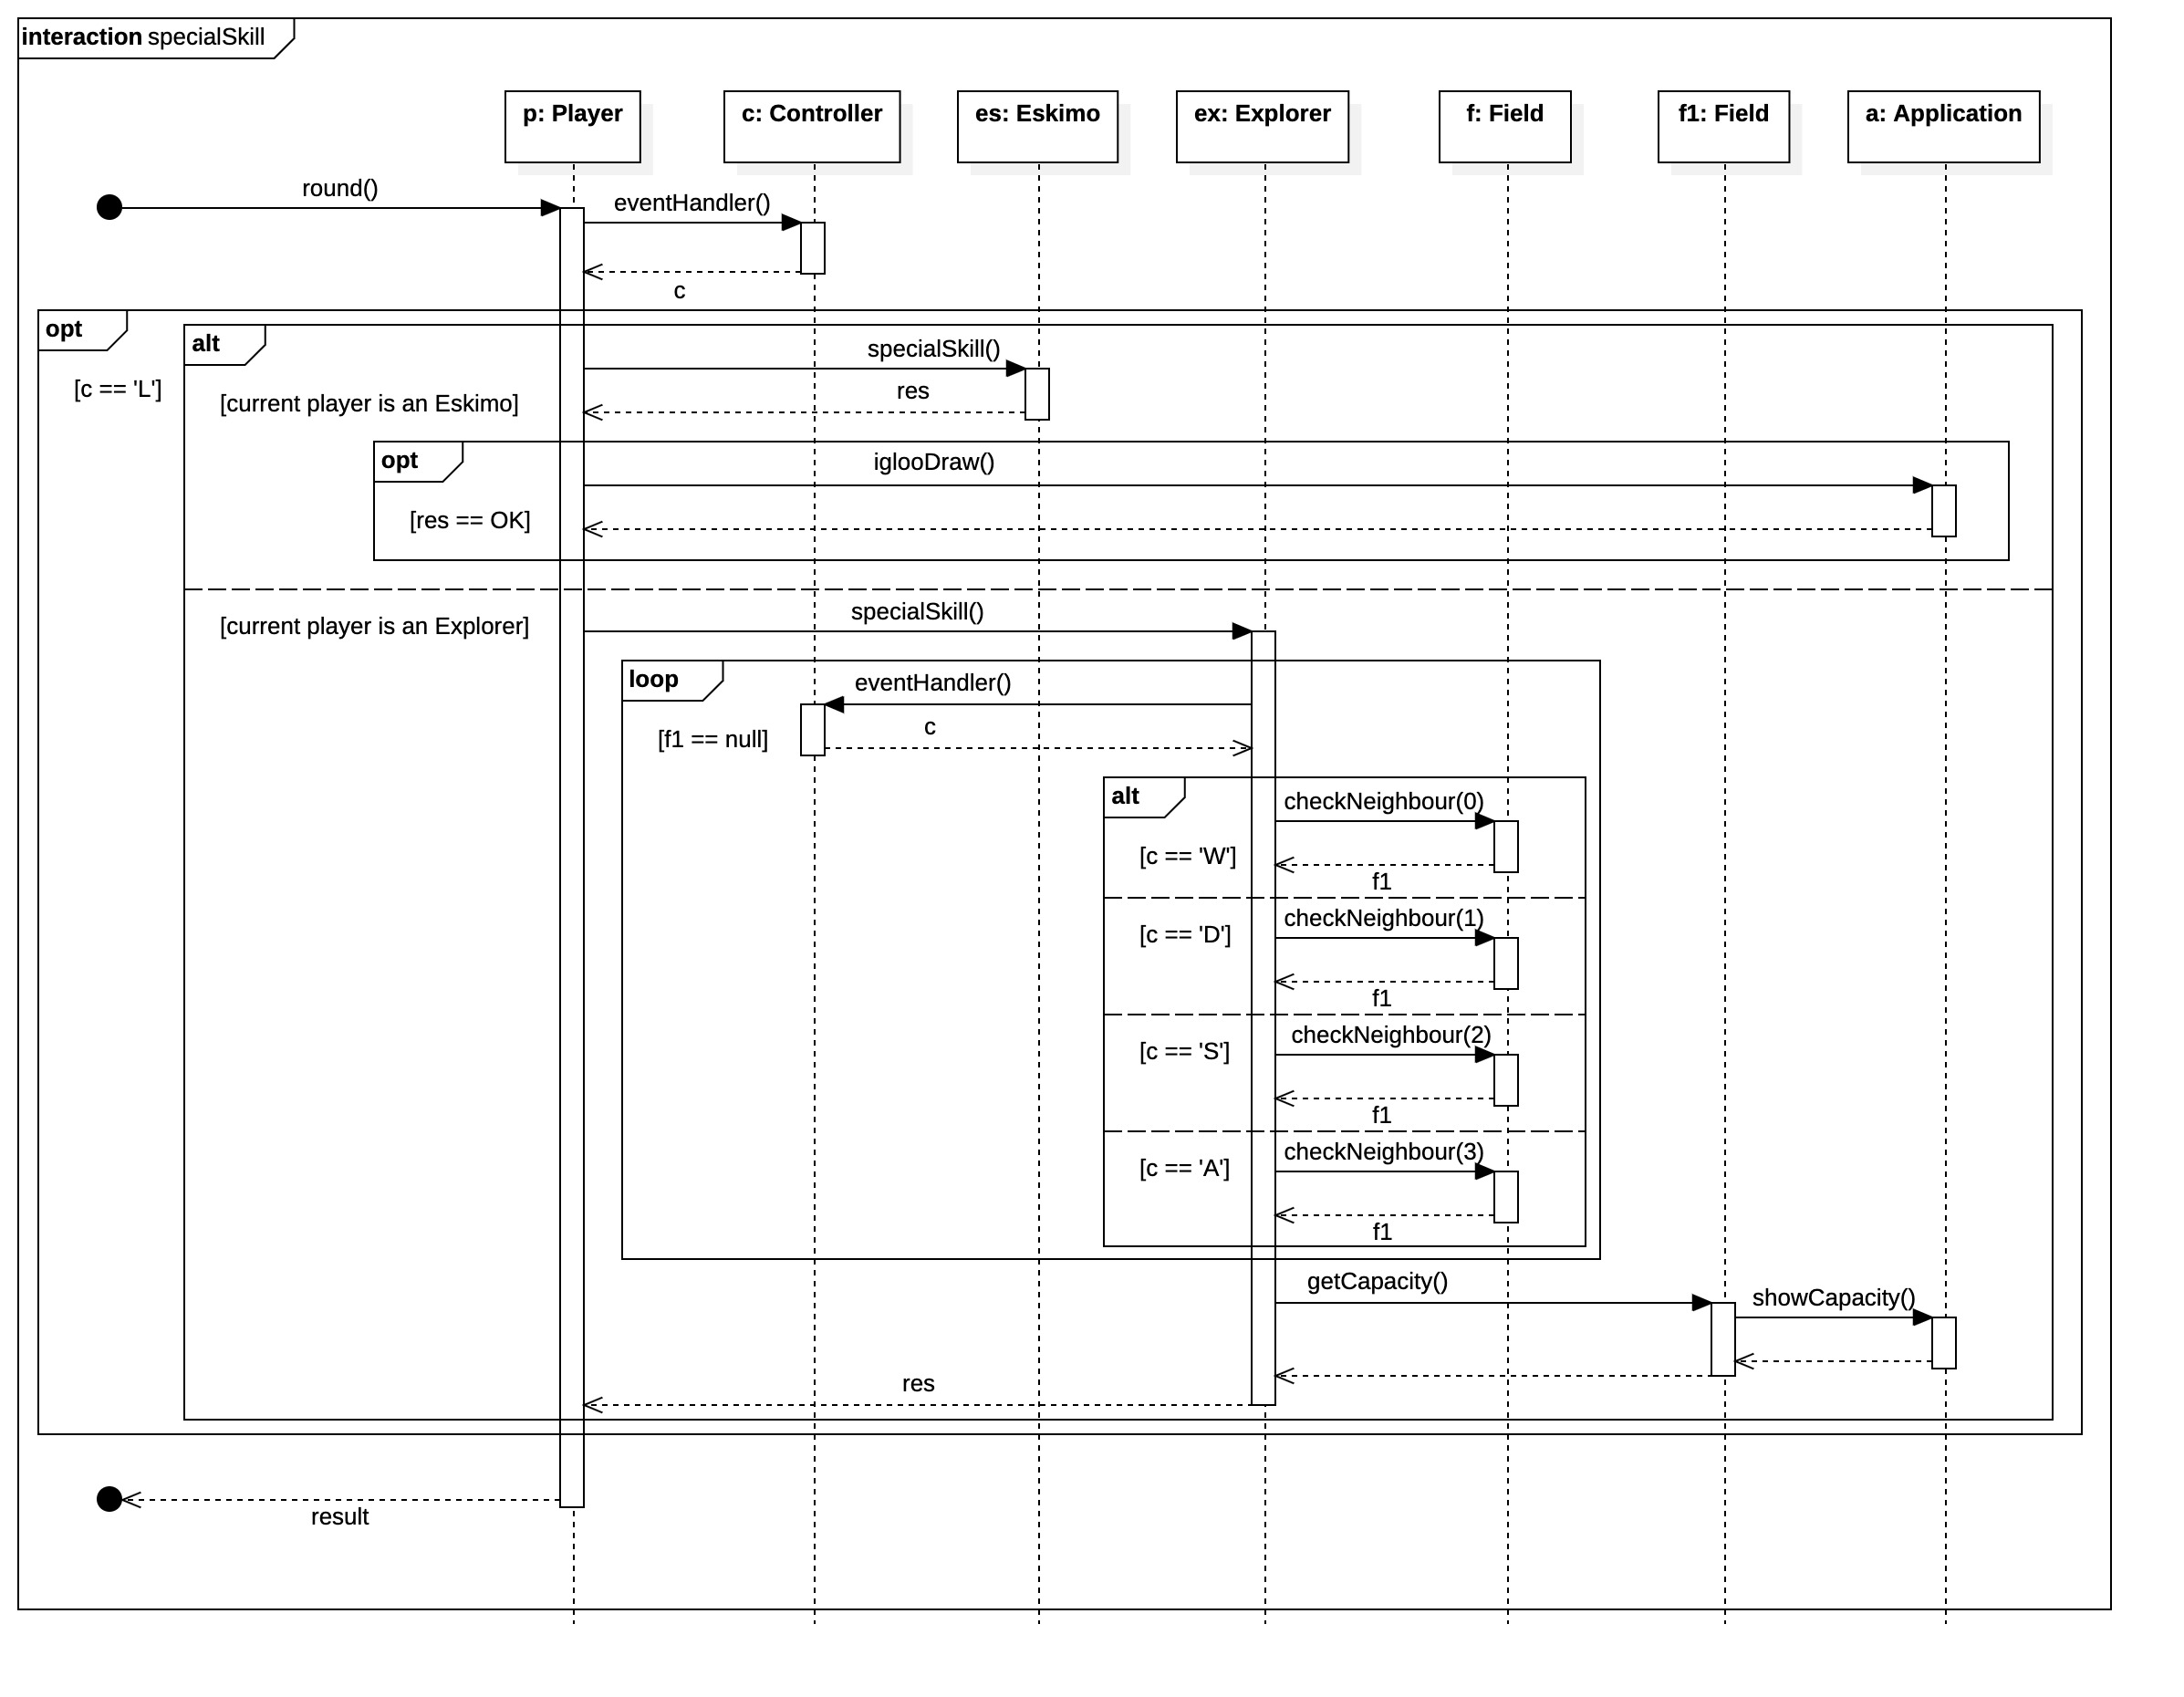 interaction specialSkill
p: Player
c: Controller
es: Eskimo
ex: Explorer
f: Field
f1: Field
a: Application
round()
eventHandler()
c
opt
[c == 'L']
alt
[current player is an Eskimo]
specialSkill()
res
opt
[res == OK]
iglooDraw()
[current player is an Explorer]
specialSkill()
loop
[f1 == null]
eventHandler()
c
alt
[c == 'W']
checkNeighbour(0)
f1
[c == 'D']
checkNeighbour(1)
f1
[c == 'S']
checkNeighbour(2)
f1
[c == 'A']
checkNeighbour(3)
f1
getCapacity()
showCapacity()
res
result